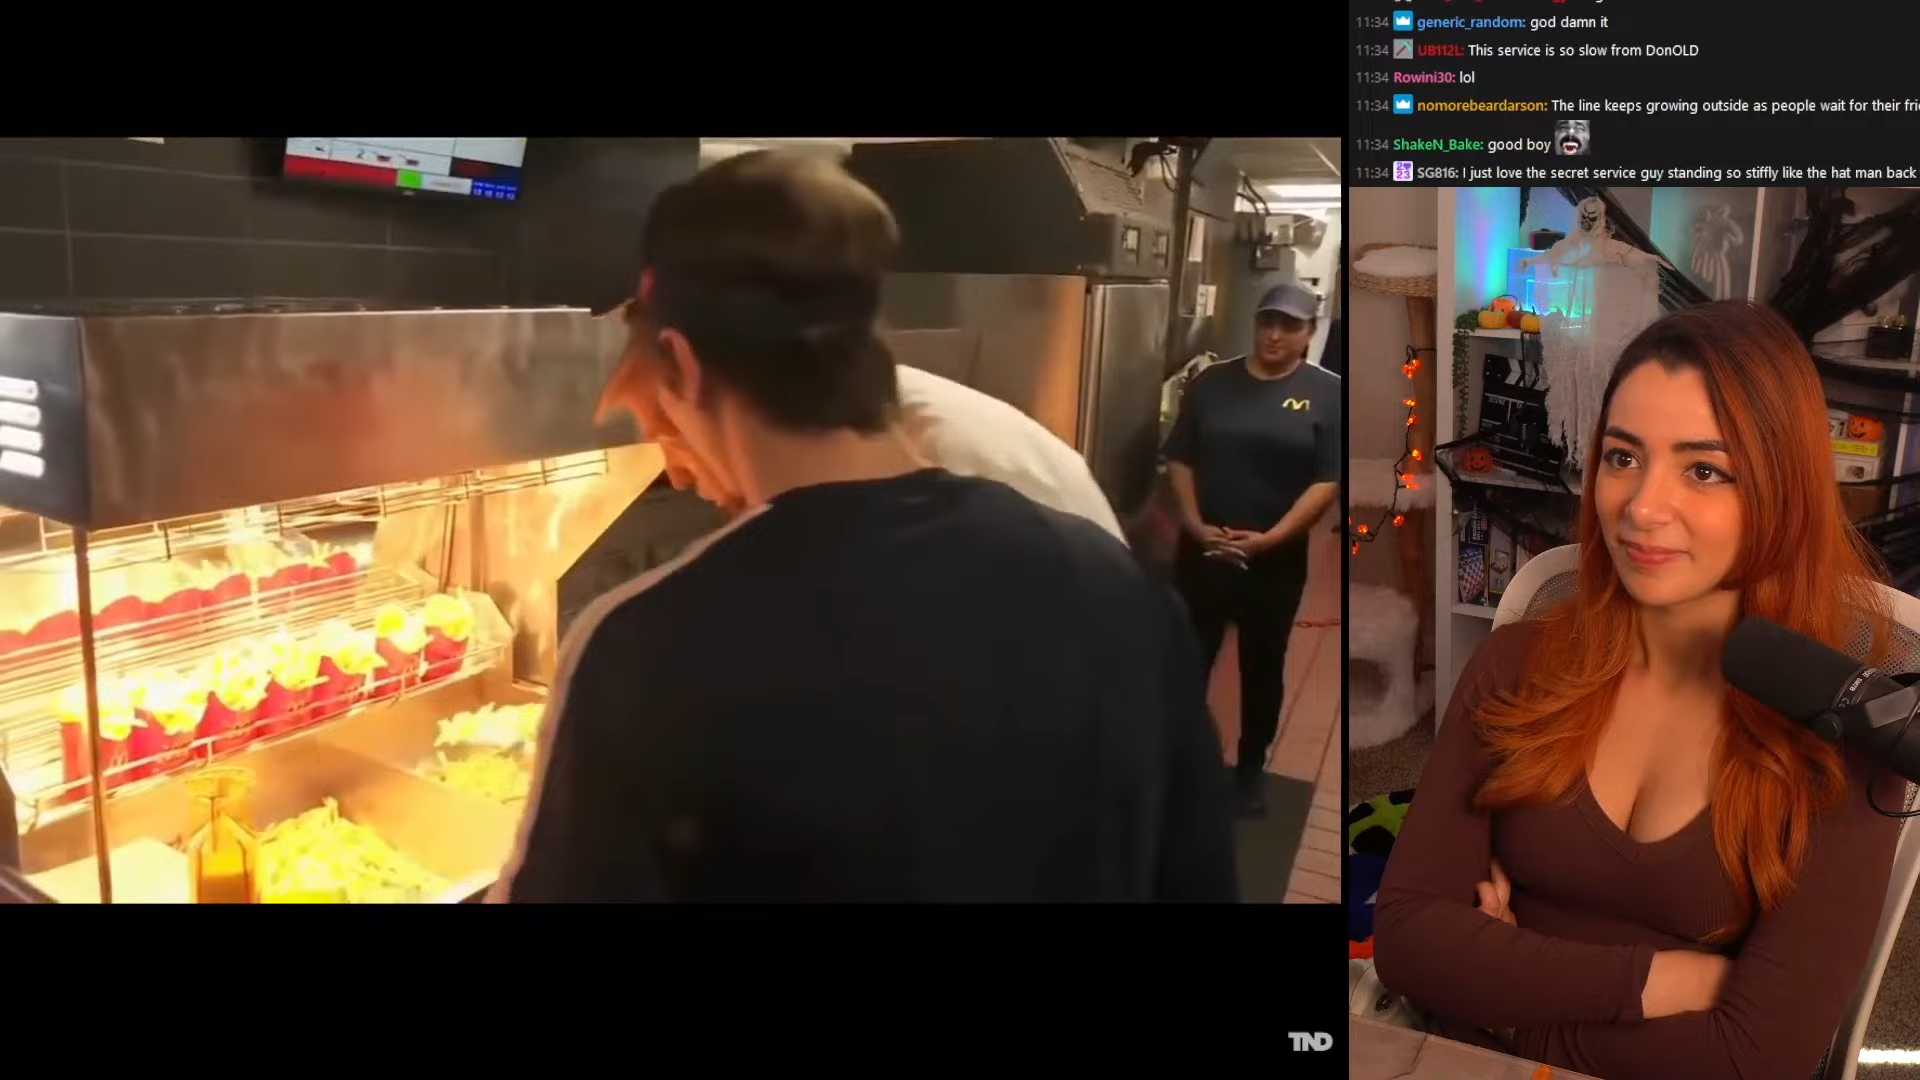 11:34 generic_random: god damn it
11:34 UB112L: This service is so slow from DonOLD
11:34 Rowini30: lol
11:34 nomorebeardarson: The line keeps growing outside as people wait for their frie
11:34 ShakeN_Bake: good boy
11:34 SG816: I just love the secret service guy standing so stiffly like the hat man back
TND